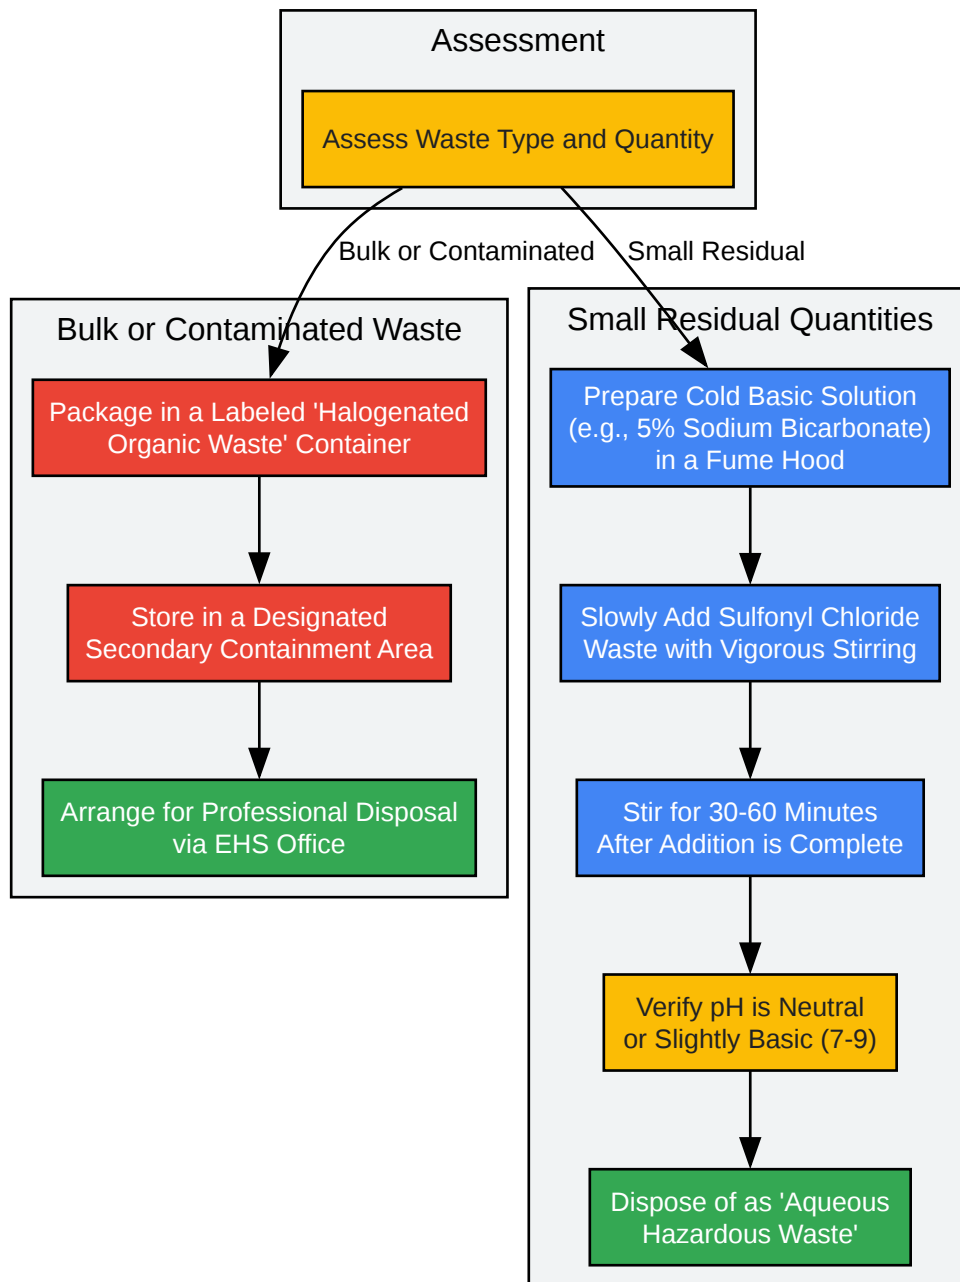 Assessment
Assess Waste Type and Quantity
Bulk or Contaminated
Small Residual
Bulk or Contaminated Waste
Package in a Labeled 'Halogenated
Organic Waste' Container
Store in a Designated
Secondary Containment Area
Arrange for Professional Disposal
via EHS Office
Small Residual Quantities
Prepare Cold Basic Solution
(e.g., 5% Sodium Bicarbonate)
in a Fume Hood
Slowly Add Sulfonyl Chloride
Waste with Vigorous Stirring
Stir for 30-60 Minutes
After Addition is Complete
Verify pH is Neutral
or Slightly Basic (7-9)
Dispose of as 'Aqueous
Hazardous Waste'